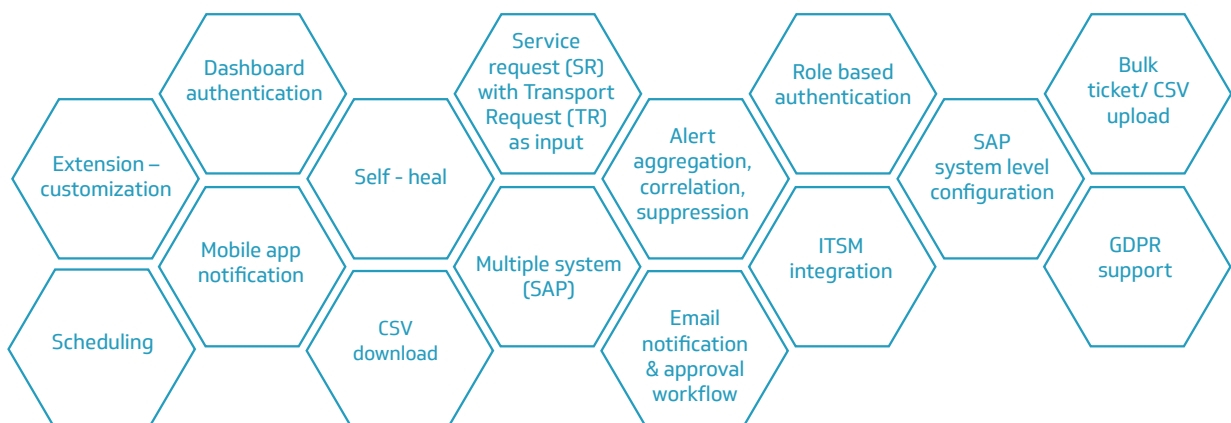 Extension –
customization
Scheduling
Dashboard
authentication
Mobile app
notification
Self - heal
CSV
download
Service
request (SR)
with Transport
Request (TR)
as input
Multiple system
(SAP)
Alert
aggregation,
correlation,
suppression
Email
notification
& approval
workflow
Role based
authentication
ITSM
integration
SAP
system level
configuration
Bulk
ticket/ CSV
upload
GDPR
support